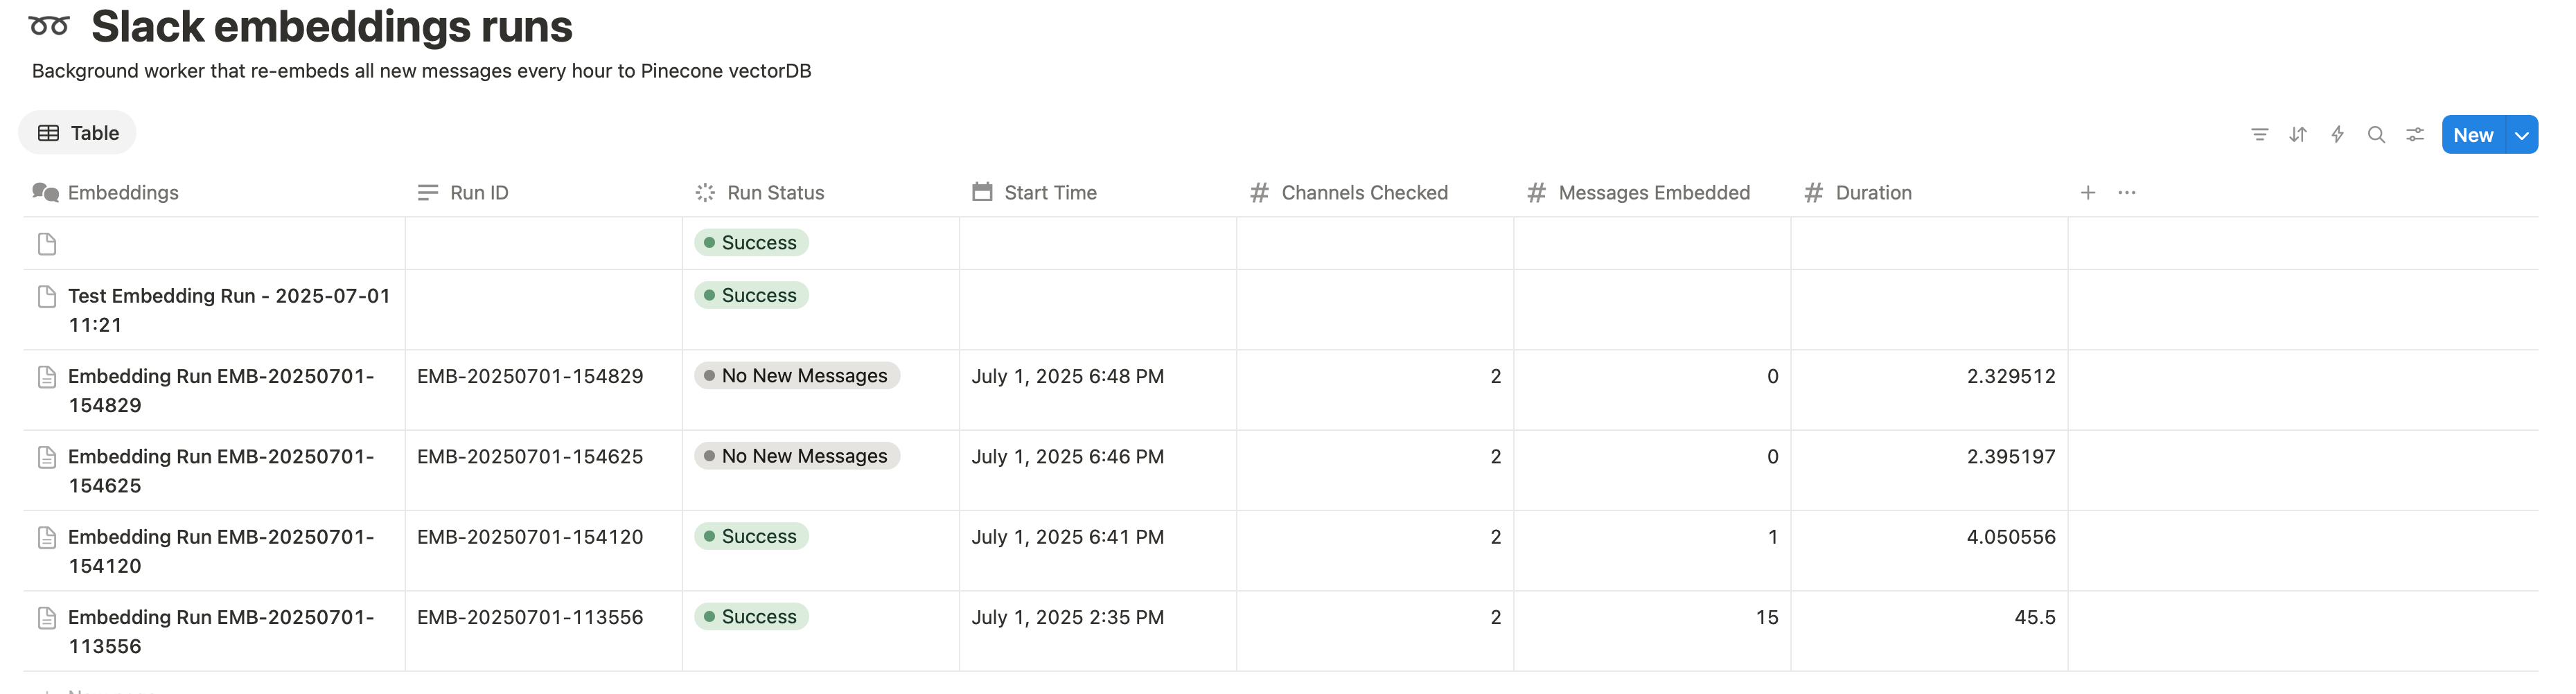 Slack embeddings runs
Background worker that re-embeds all new messages every hour to Pinecone vectorDB
Table
New
Embeddings
Run ID
Run Status
Start Time
# Channels Checked
# Messages Embedded
# Duration
+ ...
Success
Test Embedding Run - 2025-07-01
11:21
Success
Embedding Run EMB-20250701-
154829
EMB-20250701-154829
No New Messages
July 1, 2025 6:48 PM
2
0
2.329512
Embedding Run EMB-20250701-
154625
EMB-20250701-154625
No New Messages
July 1, 2025 6:46 PM
2
0
2.395197
Embedding Run EMB-20250701-
154120
EMB-20250701-154120
Success
July 1, 2025 6:41 PM
2
1
4.050556
Embedding Run EMB-20250701-
113556
EMB-20250701-113556
Success
July 1, 2025 2:35 PM
2
15
45.5